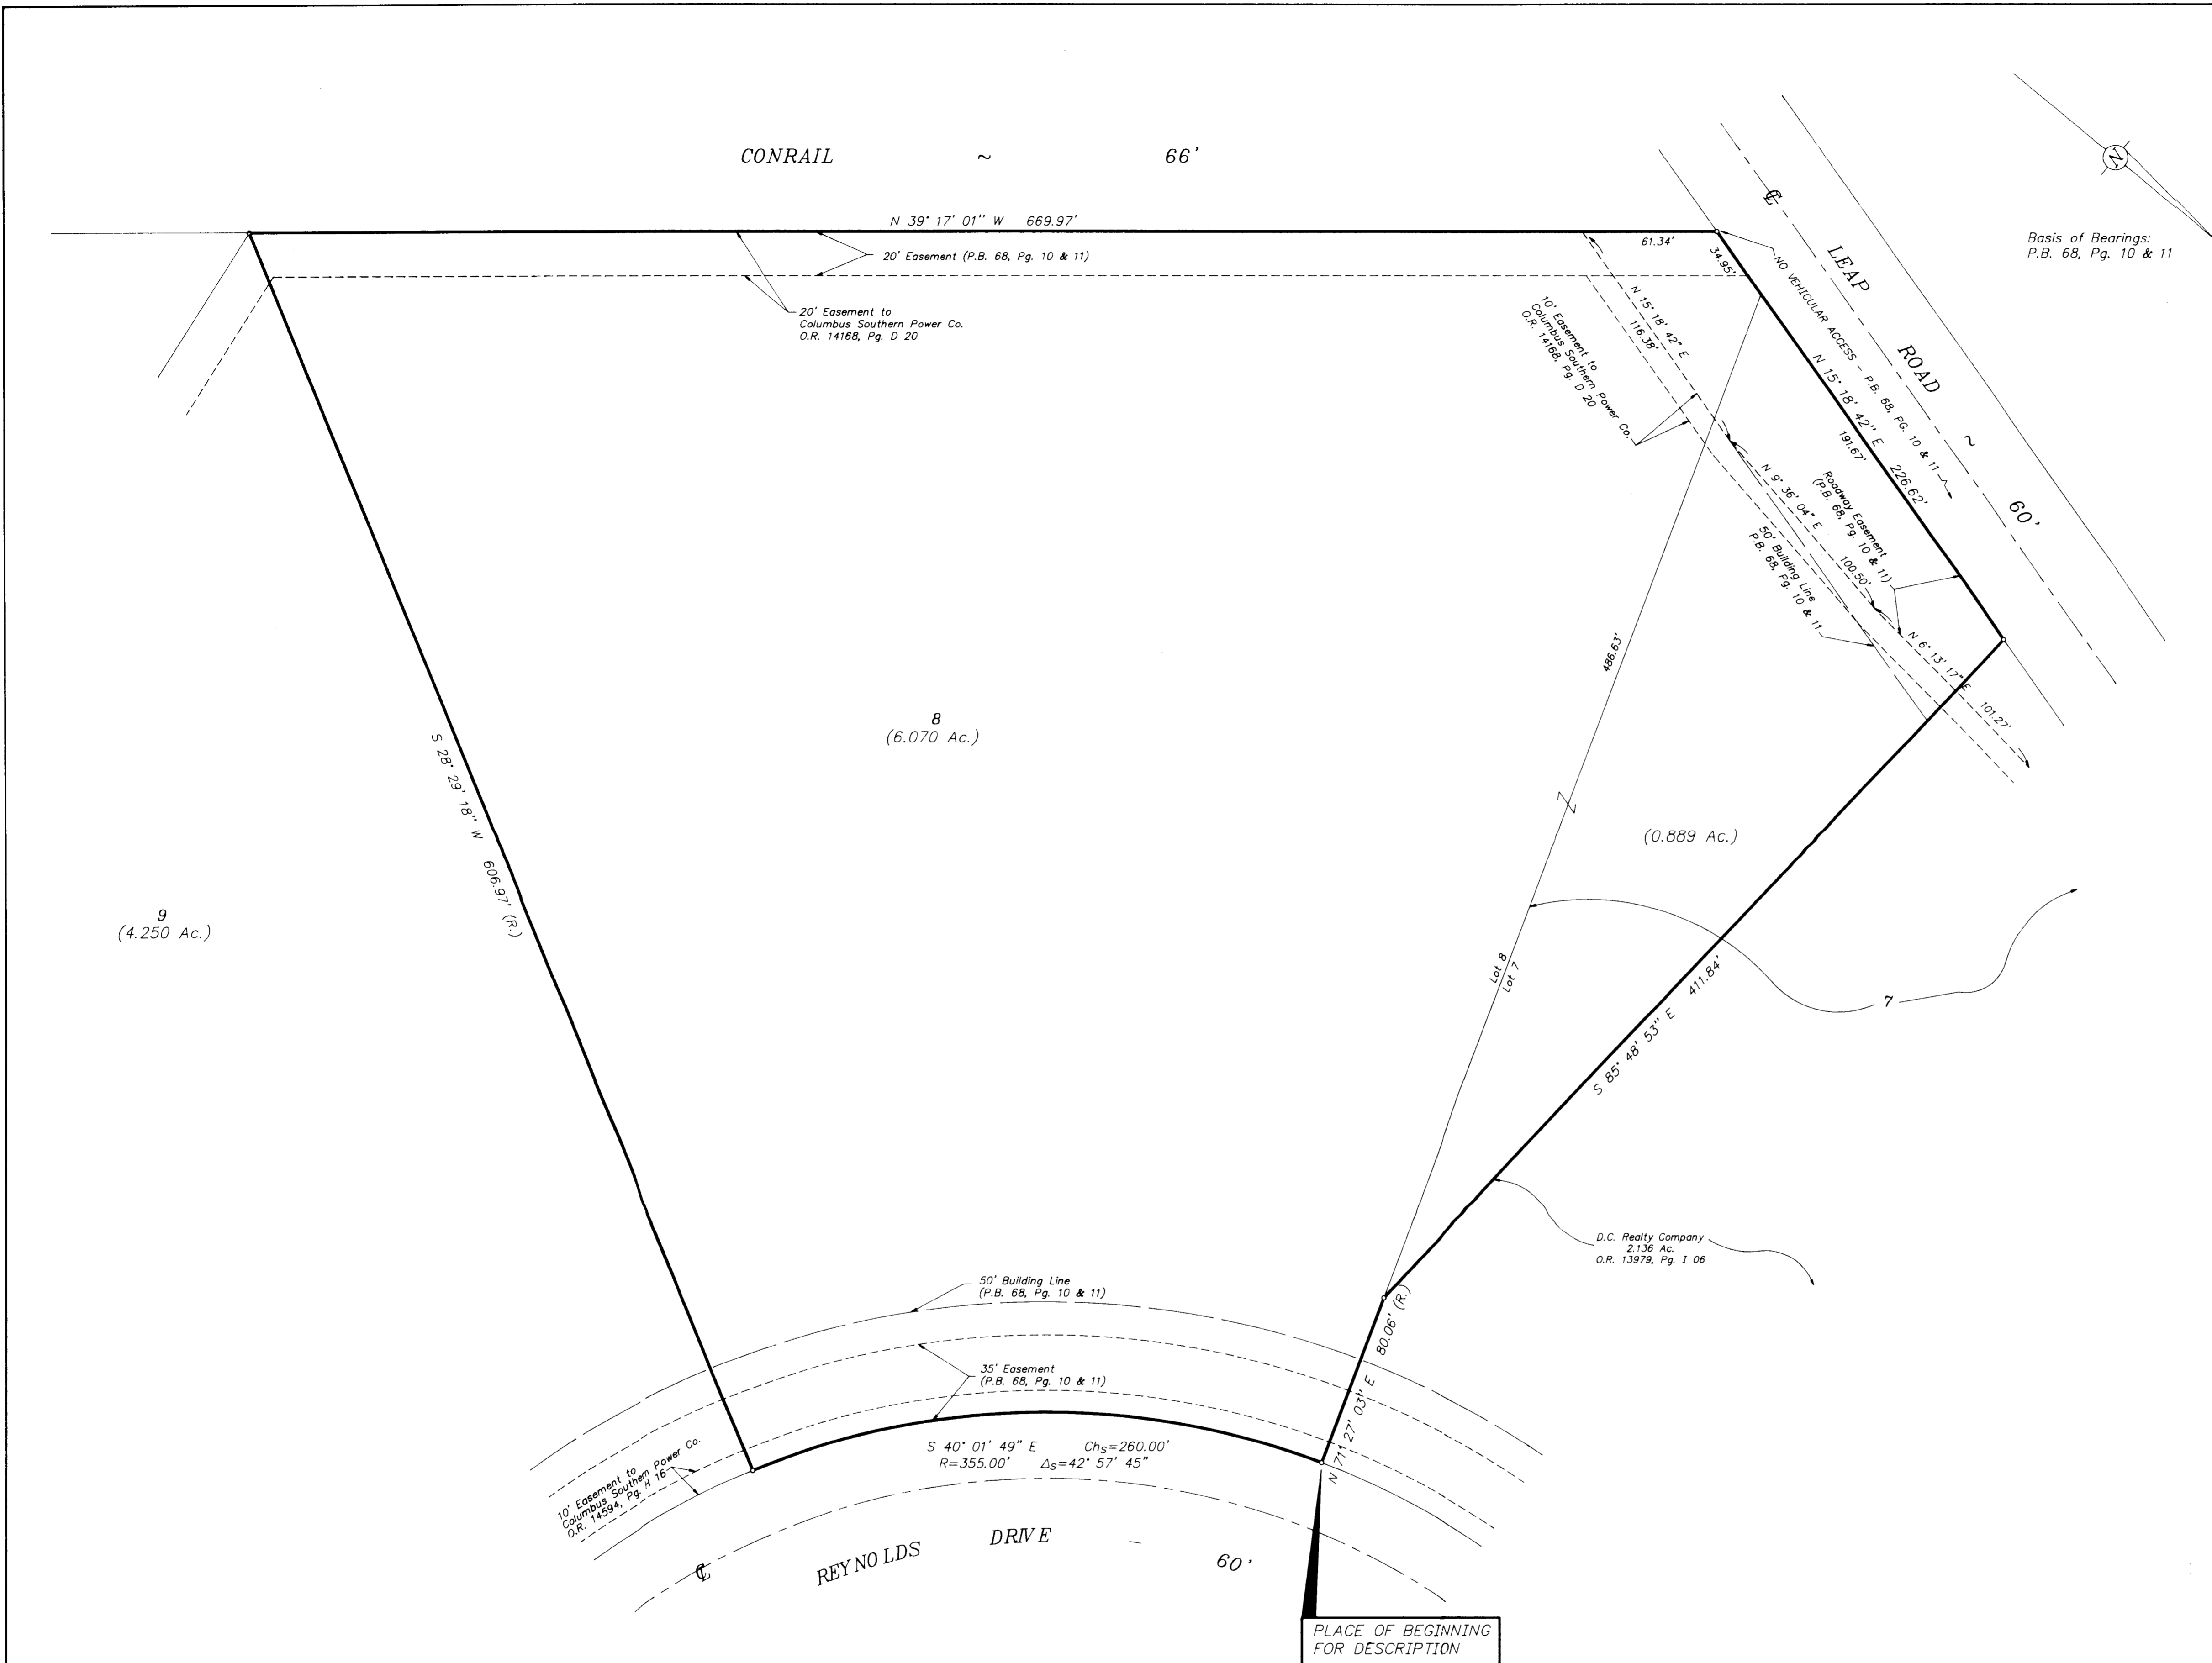 CONRAIL ~ 66'
N 39° 17' 01" W 669.97'
20' Easement (P.B. 68, Pg. 10 & 11)
20' Easement to
Columbus Southern Power Co.
O.R. 14168, Pg. D 20
61.34'
34.95'
NO VEHICULAR ACCESS - P.B. 68, PG. 10 & 11
℄
LEAP ROAD ~ 60'
N
Basis of Bearings:
P.B. 68, Pg. 10 & 11
N 15° 18' 42" E
116.38'
10' Easement to
Columbus Southern Power Co.
O.R. 14168, Pg. D 20
N 15° 18' 42" E 226.62'
191.67'
N 9° 36' 04" E 100.50'
Roadway Easement
(P.B. 68, Pg. 10 & 11)
50' Building Line
P.B. 68, Pg. 10 & 11
N 6° 13' 17" E 101.27'
486.63'
8
(6.070 Ac.)
S 28° 29' 18" W 606.97' (R.)
(0.889 Ac.)
9
(4.250 Ac.)
Lot 8
Lot 7
7
S 85° 48' 53" E 411.84'
D.C. Realty Company
2.136 Ac.
O.R. 13979, Pg. I 06
50' Building Line
(P.B. 68, Pg. 10 & 11)
35' Easement
(P.B. 68, Pg. 10 & 11)
N 71° 27' 03" E 80.06' (R.)
S 40° 01' 49" E Chs=260.00'
R=355.00' Δs=42° 57' 45"
10' Easement to
Columbus Southern Power Co.
O.R. 14594, Pg. H 16
℄
REYNOLDS DRIVE - 60'
PLACE OF BEGINNING
FOR DESCRIPTION